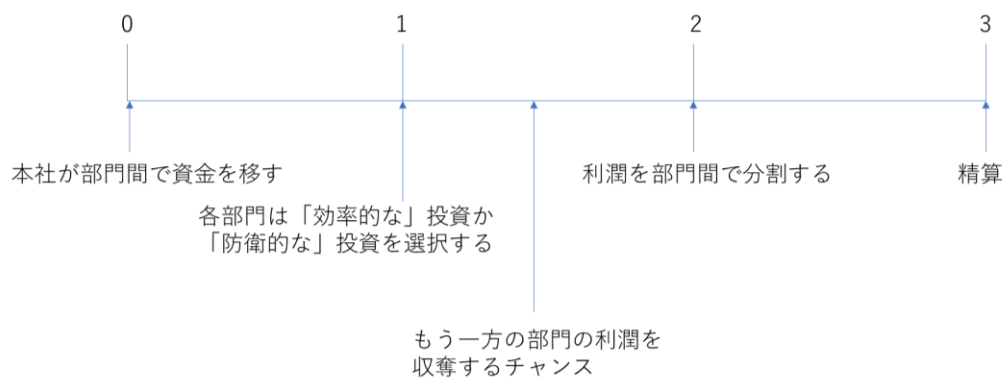 0
1
2
3
本社が部門間で資金を移す
利潤を部門間で分割する
精算
各部門は「効率的な」投資か
「防衛的な」投資を選択する
もう一方の部門の利潤を
収奪するチャンス